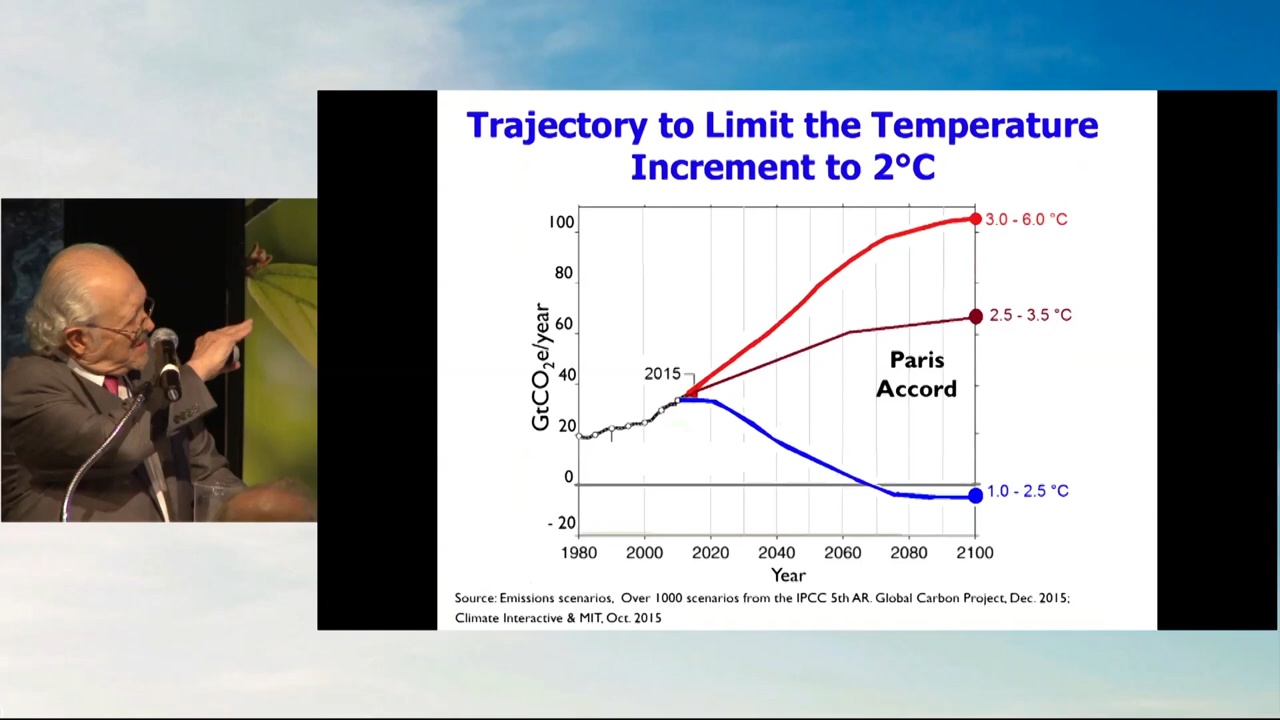 Trajectory to Limit the Temperature
Increment to 2°C
100
80
60
40
20
0
- 20
GtCO2e/year
2015
3.0 - 6.0 °C
2.5 - 3.5 °C
Paris
Accord
1.0 - 2.5 °C
1980 2000 2020 2040 2060 2080 2100
Year
Source: Emissions scenarios, Over 1000 scenarios from the IPCC 5th AR. Global Carbon Project, Dec. 2015;
Climate Interactive & MIT, Oct. 2015